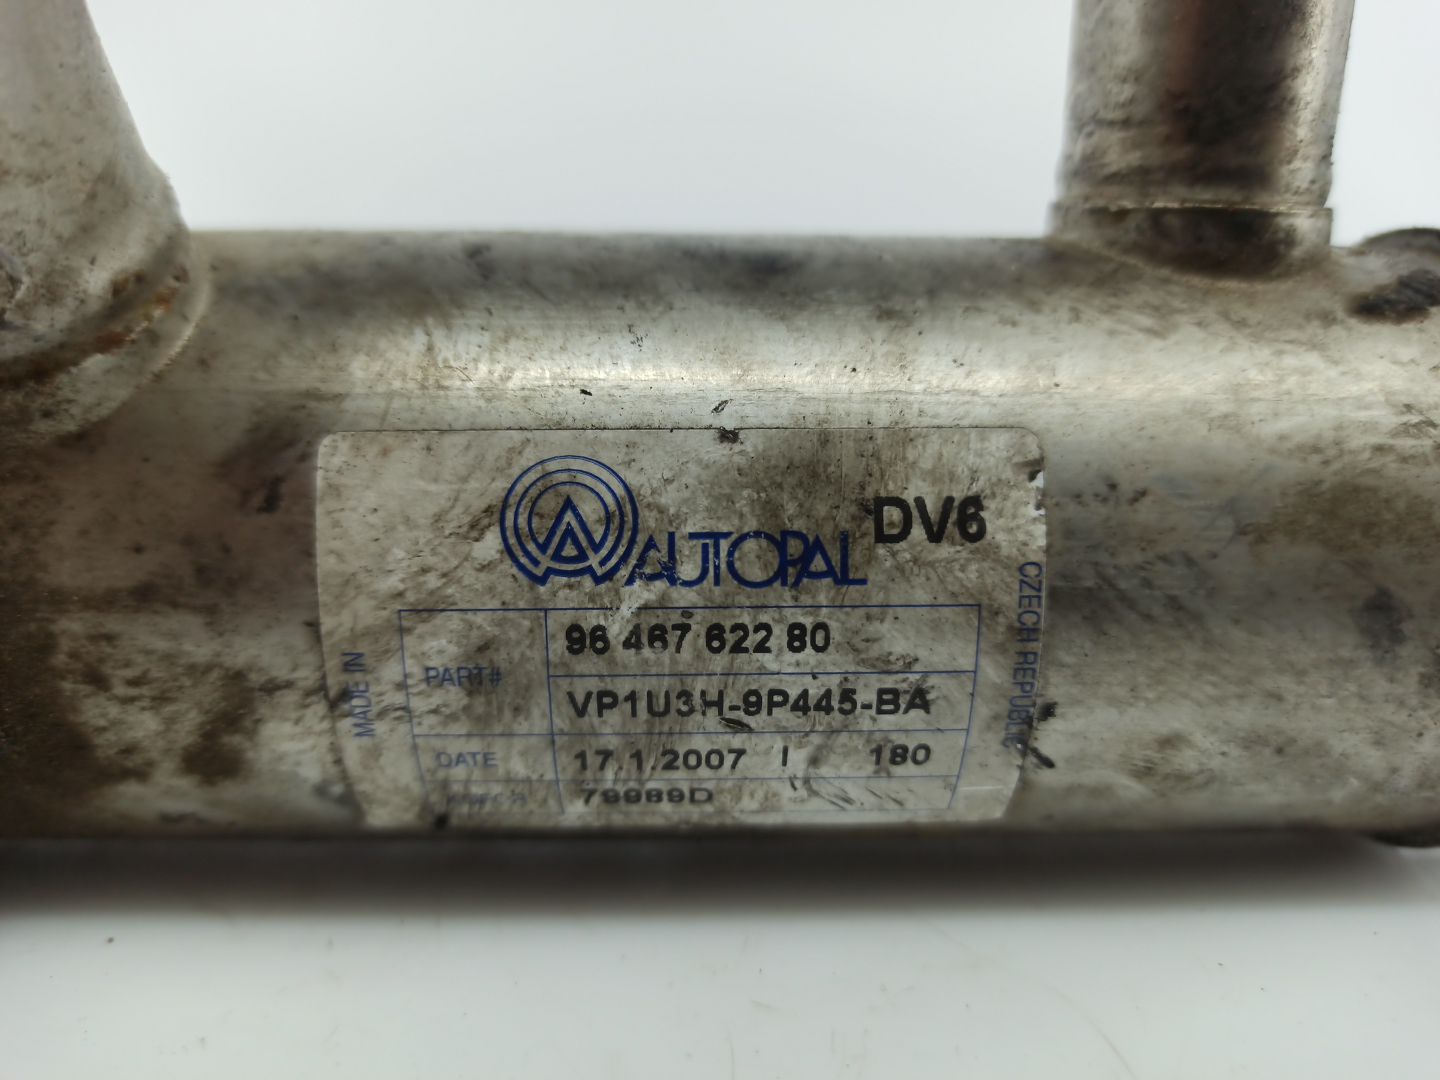 AUTOPAL
DV6
MADE IN
CZECH REPUBLIC
PART#
96 467 622 80
VP1U3H-9P445-BA
DATE
17.1.2007 I 180
79989D